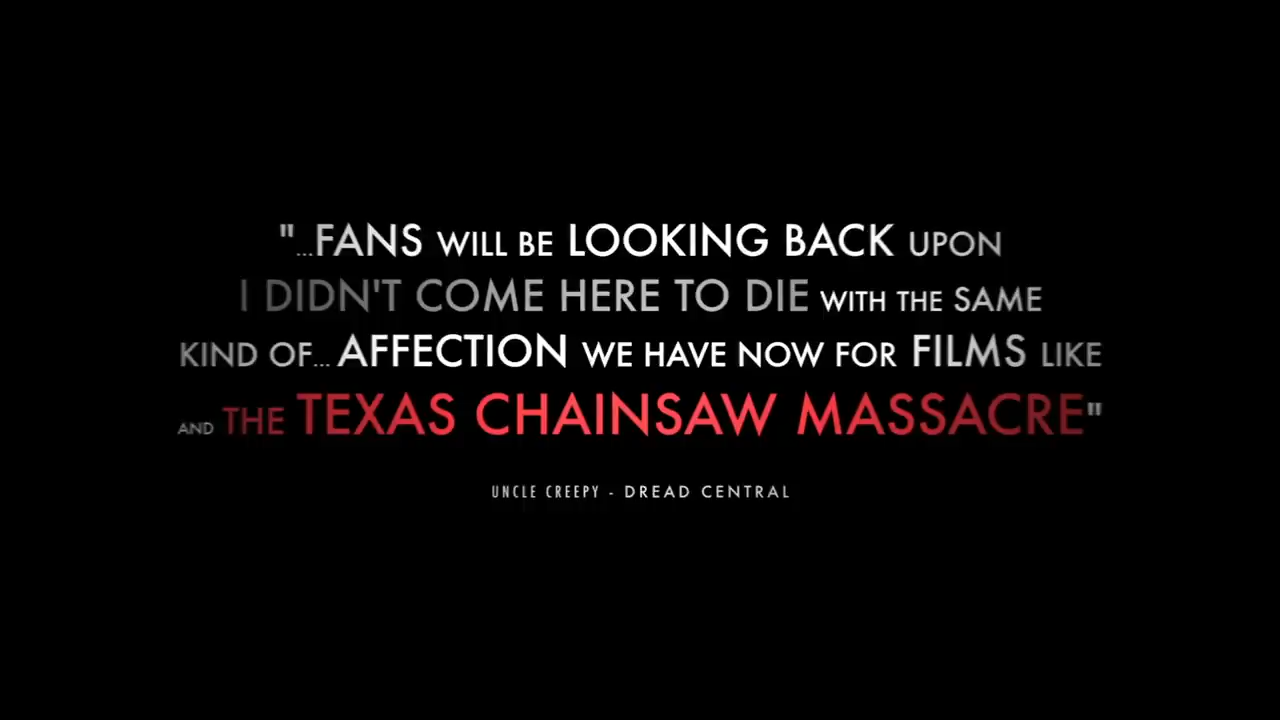 "...FANS WILL BE LOOKING BACK UPON
I DIDN'T COME HERE TO DIE WITH THE SAME
KIND OF... AFFECTION WE HAVE NOW FOR FILMS LIKE
AND THE TEXAS CHAINSAW MASSACRE"
UNCLE CREEPY - DREAD CENTRAL